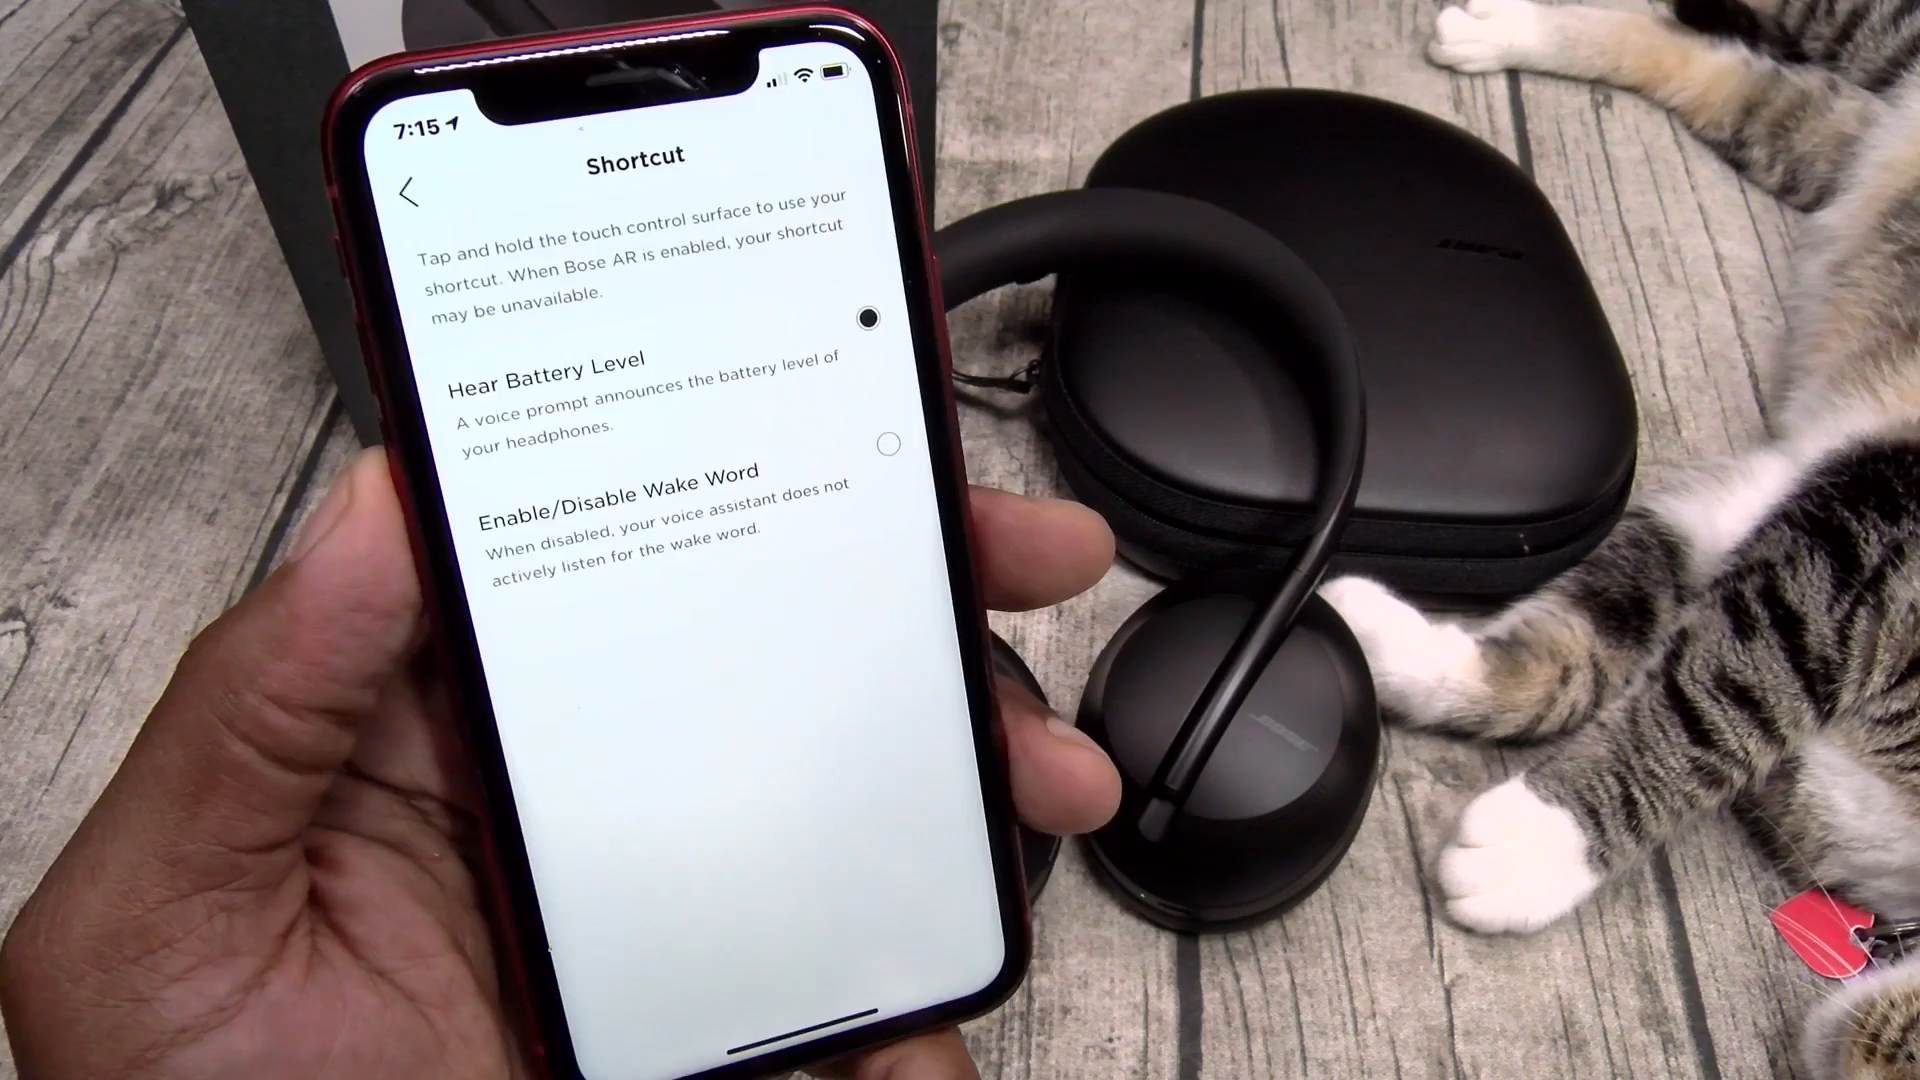 7:15
Shortcut
Tap and hold the touch control surface to use your
shortcut. When Bose AR is enabled, your shortcut
may be unavailable.
Hear Battery Level
A voice prompt announces the battery level of
your headphones.
Enable/Disable Wake Word
When disabled, your voice assistant does not
actively listen for the wake word.
BOSE
BOSE